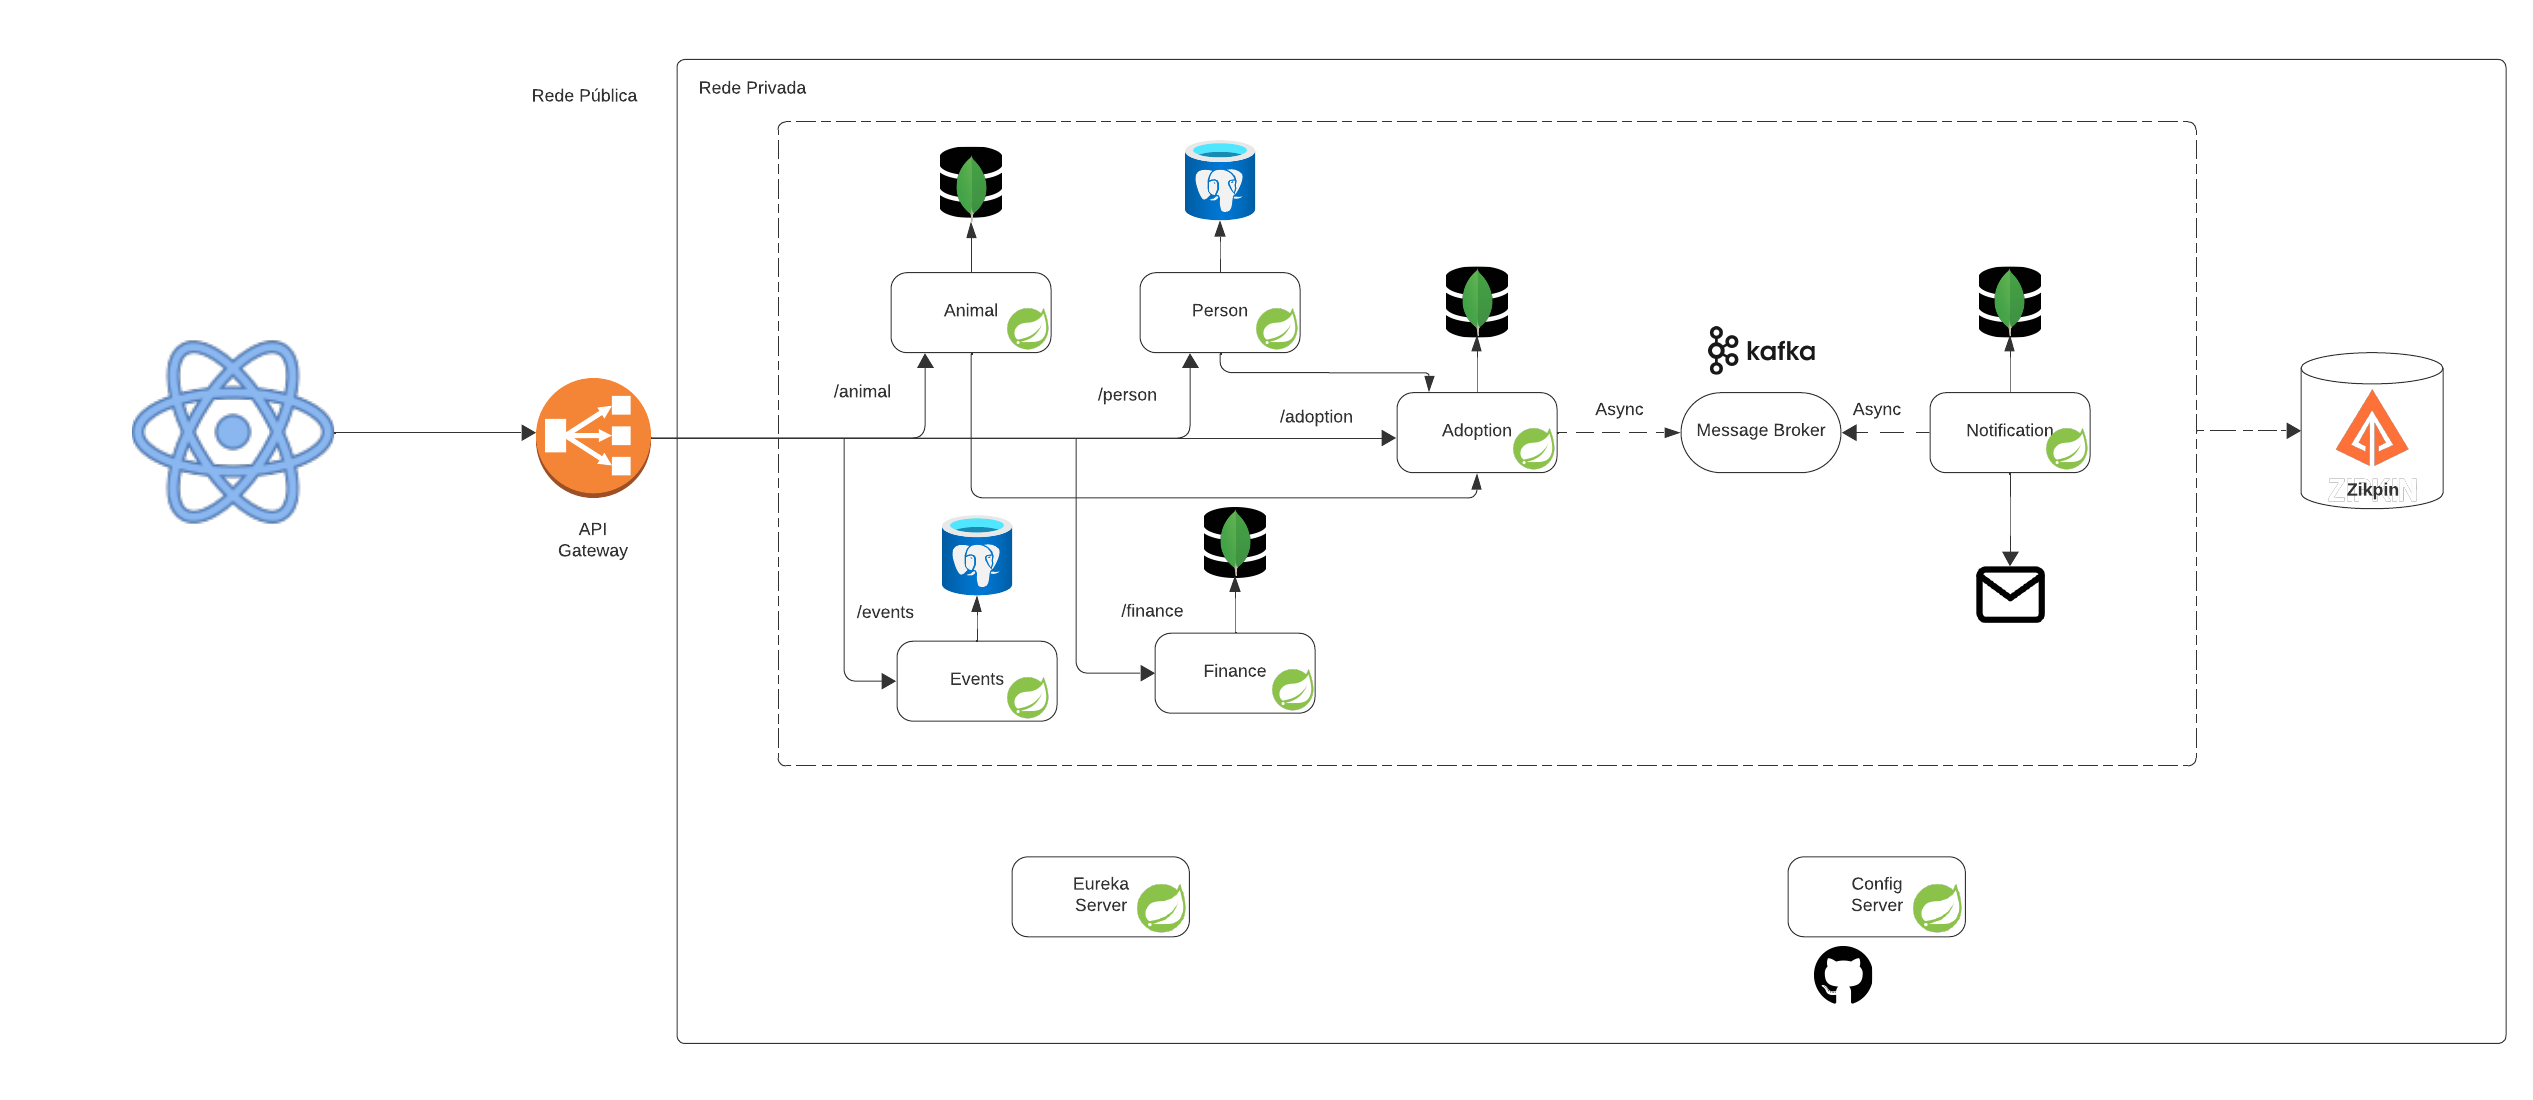 Rede Pública
Rede Privada
Animal
Person
/animal
/person
/adoption
Adoption
Async
kafka
Message Broker
Async
Notification
ZIPKIN
Zikpin
API
Gateway
/events
/finance
Events
Finance
Eureka
Server
Config
Server